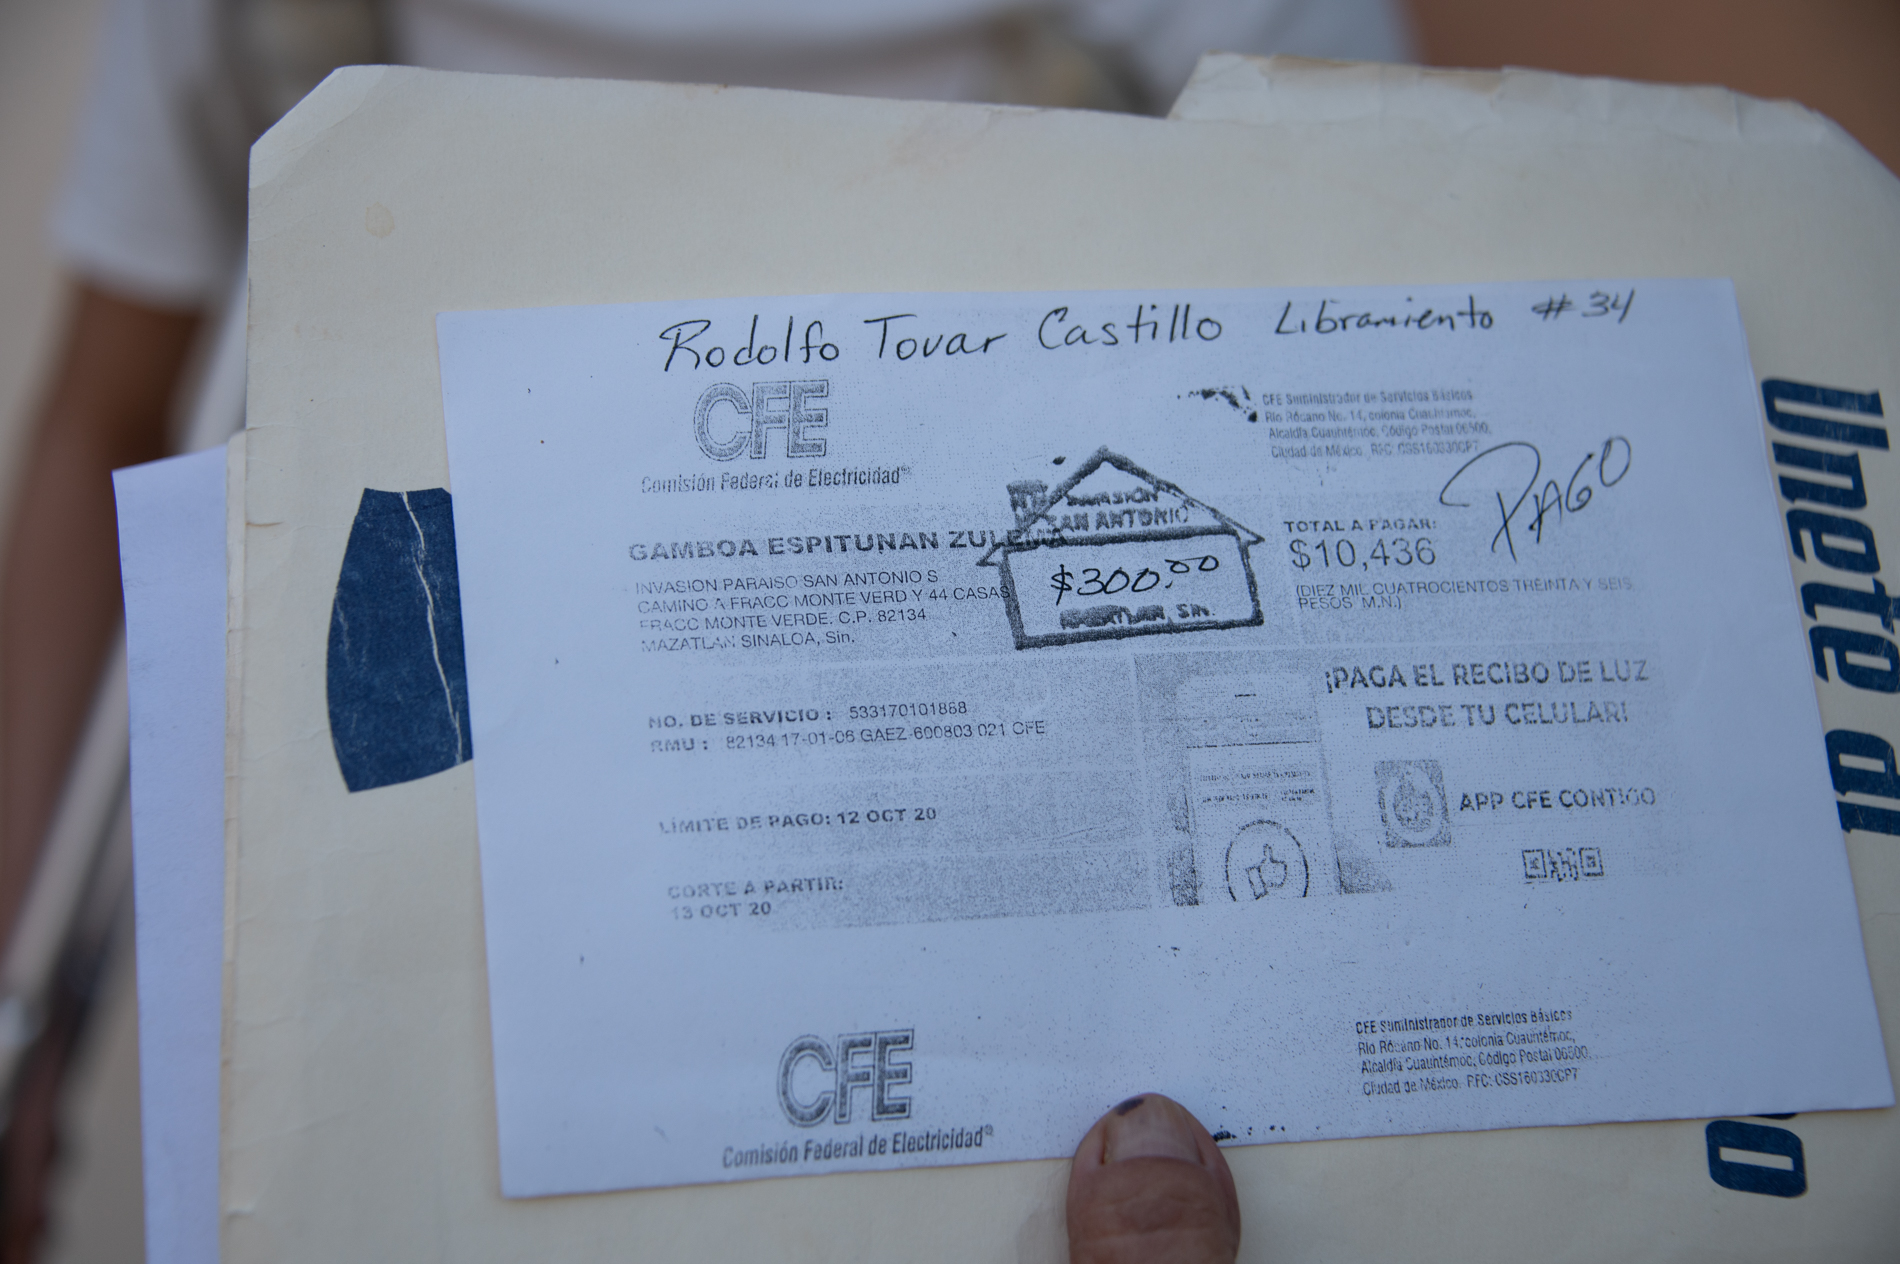 Rodolfo Tovar Castillo Libramiento #34
CFE
Comisión Federal de Electricidad®
CFE Suministrador de Servicios Básicos
Río Ródano No. 14, colonia Cuauhtémoc,
Alcaldía Cuauhtémoc, Código Postal 06500,
Ciudad de México. RFC: CSS160330CP7
PAGO
INVASIÓN
SAN ANTONIO
$300.00
MAZATLAN, Sin.
GAMBOA ESPITUNAN ZULEMA
INVASION PARAISO SAN ANTONIO S
CAMINO A FRACC MONTE VERD Y 44 CASAS
FRACC MONTE VERDE. C.P. 82134
MAZATLAN SINALOA, Sin.
TOTAL A PAGAR:
$10,436
(DIEZ MIL CUATROCIENTOS TREINTA Y SEIS
PESOS M.N.)
NO. DE SERVICIO : 533170101868
RMU : 82134 17-01-06 GAEZ-600803 021 CFE
LÍMITE DE PAGO: 12 OCT 20
CORTE A PARTIR:
13 OCT 20
¡PAGA EL RECIBO DE LUZ
DESDE TU CELULAR!
APP CFE CONTIGO
CFE
Comisión Federal de Electricidad®
CFE Suministrador de Servicios Básicos
Río Ródano No. 14, colonia Cuauhtémoc,
Alcaldía Cuauhtémoc, Código Postal 06500,
Ciudad de México. RFC: CSS160330CP7
Unete al